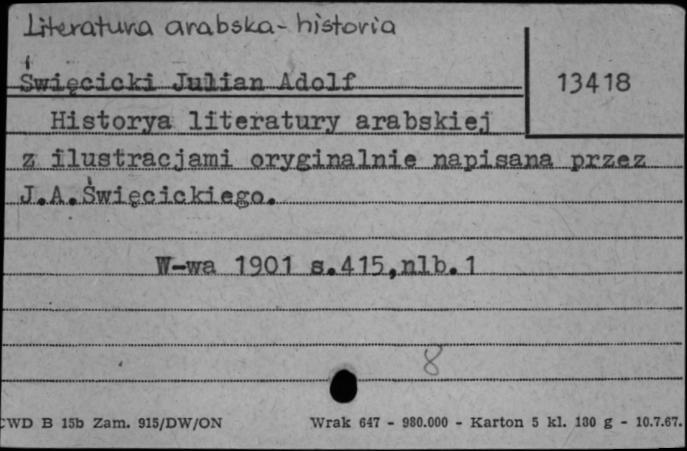 Literatura arabska - historia
Święcicki Julian Adolf
13418
Historya literatury arabskiej
z ilustracjami oryginalnie napisana przez
J.A.Święcickiego.
W-wa 1901 s.415,nlb.1
8
CWD B 15b Zam. 915/DW/ON Wrak 647 - 980.000 - Karton 5 kl. 130 g - 10.7.67.